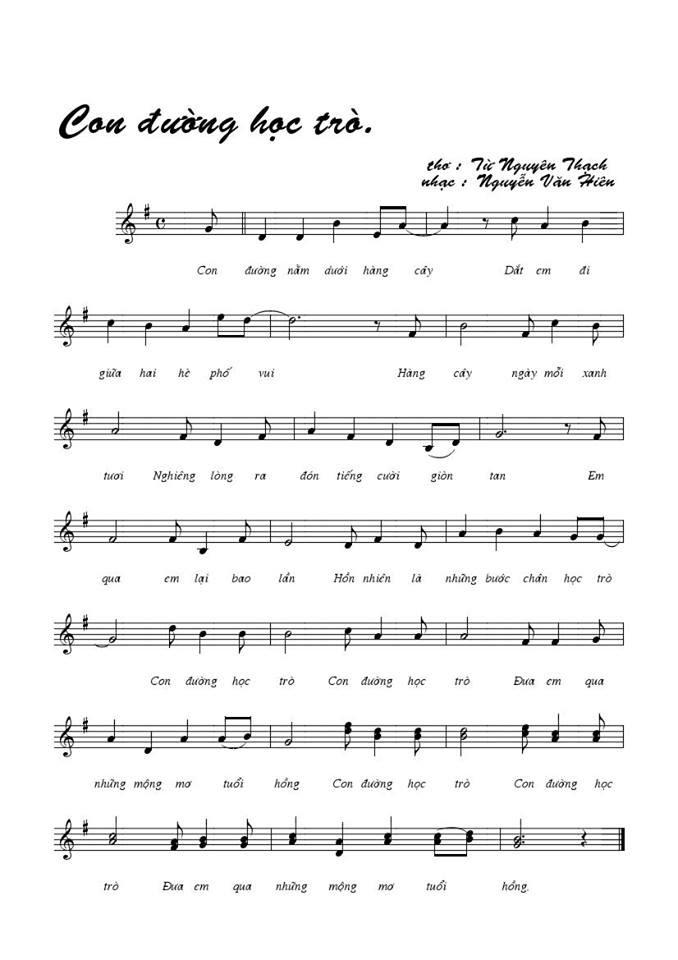 Con đường học trò.
thơ : Từ Nguyên Thạch
nhạc : Nguyễn Văn Hiên
Con đường nằm dưới hàng cây Dắt em đi
giữa hai hè phố vui Hàng cây ngày mỗi xanh
tươi Nghiêng lòng ra đón tiếng cười giòn tan Em
qua em lại bao lần Hồn nhiên là những bước chân học trò
Con đường học trò Con đường học trò Đưa em qua
những mộng mơ tuổi hồng Con đường học trò Con đường học
trò Đưa em qua những mộng mơ tuổi hồng.